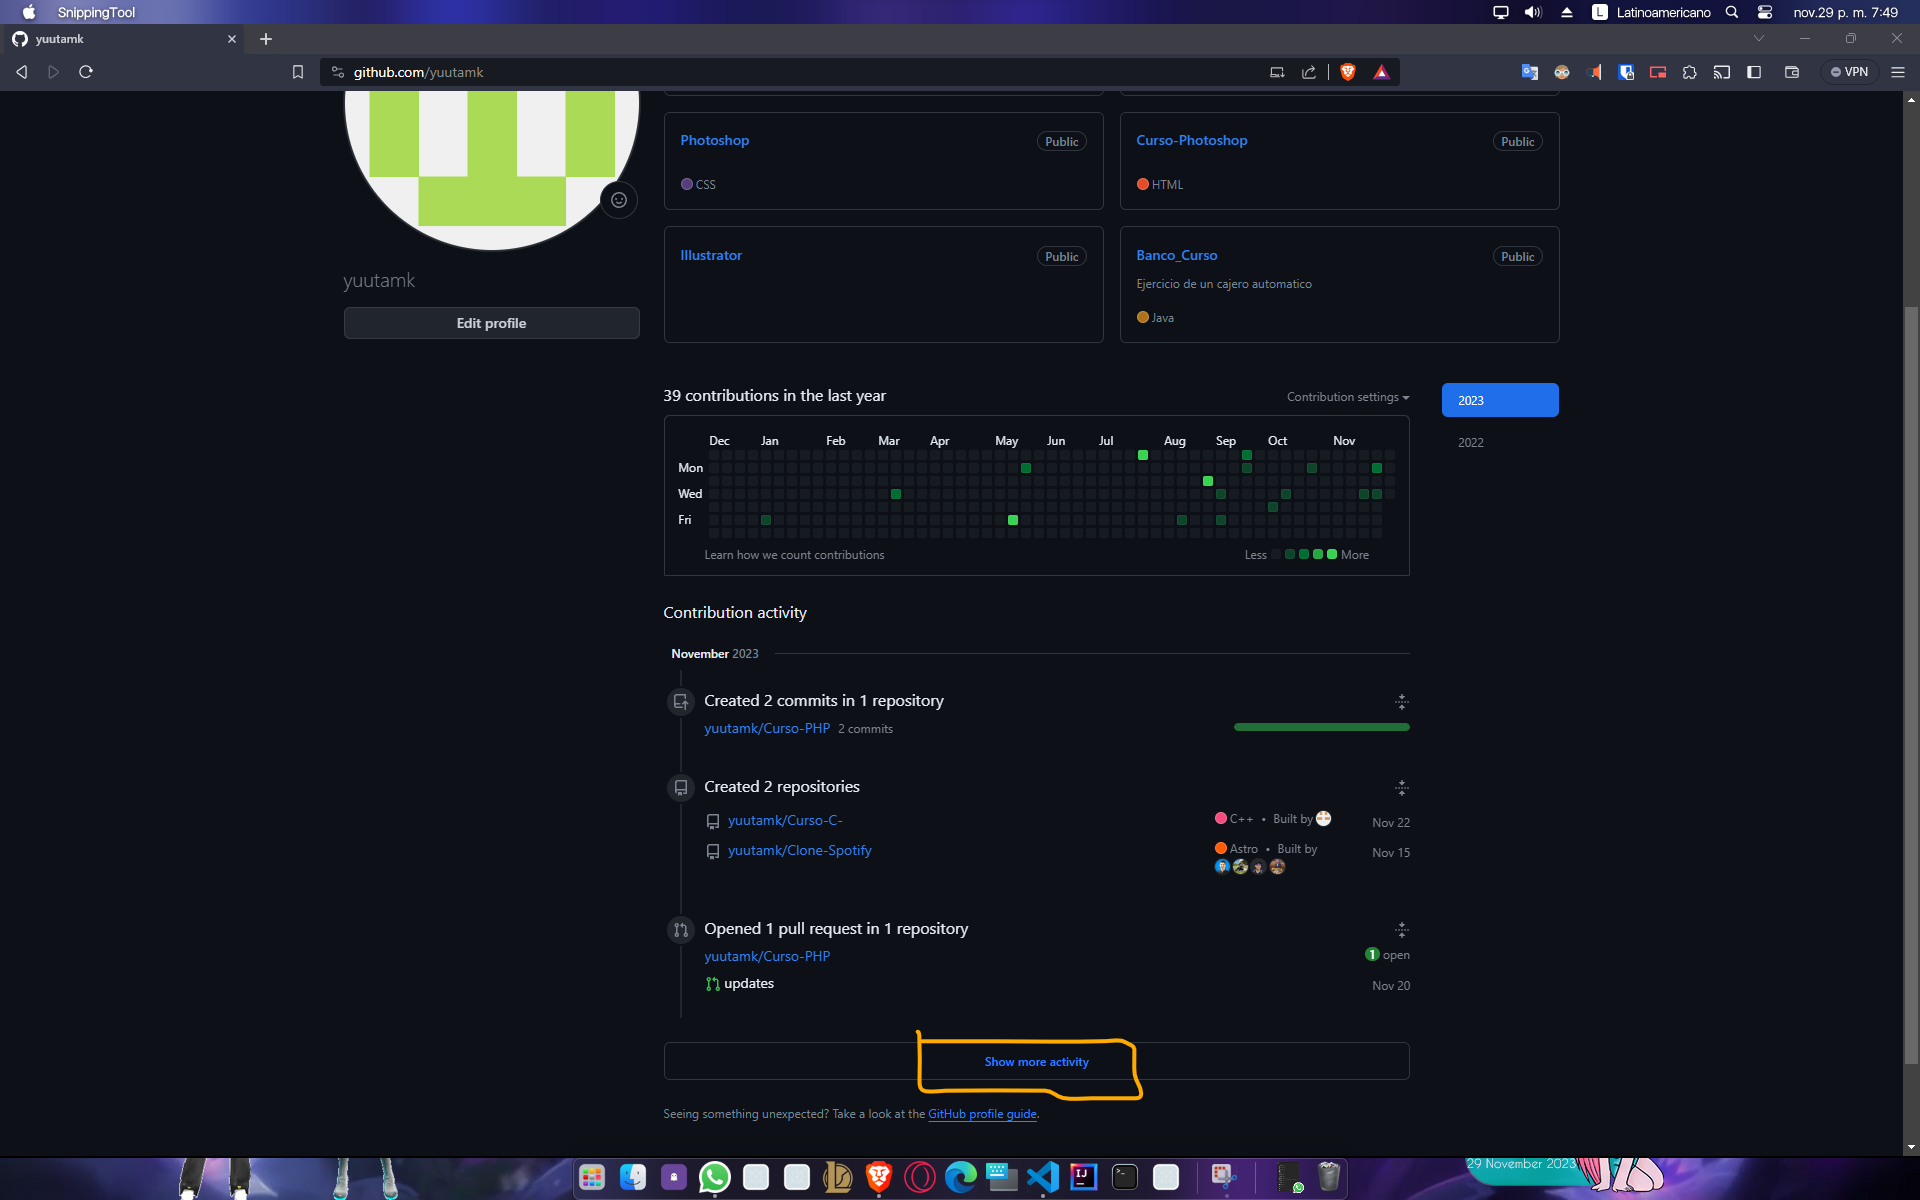 SnippingTool
L Latinoamericano
nov.29 p. m. 7:49
yuutamk
github.com/yuutamk
VPN
Photoshop Public
CSS
Curso-Photoshop Public
HTML
yuutamk
Edit profile
Illustrator Public
Banco_Curso Public
Ejercicio de un cajero automatico
Java
39 contributions in the last year
Contribution settings
2023
2022
Dec Jan Feb Mar Apr May Jun Jul Aug Sep Oct Nov
Mon
Wed
Fri
Learn how we count contributions
Less More
Contribution activity
November 2023
Created 2 commits in 1 repository
yuutamk/Curso-PHP 2 commits
Created 2 repositories
yuutamk/Curso-C- C++ • Built by Nov 22
yuutamk/Clone-Spotify Astro • Built by Nov 15
Opened 1 pull request in 1 repository
yuutamk/Curso-PHP 1 open
updates Nov 20
Show more activity
Seeing something unexpected? Take a look at the GitHub profile guide.
29 November 2023
IJ